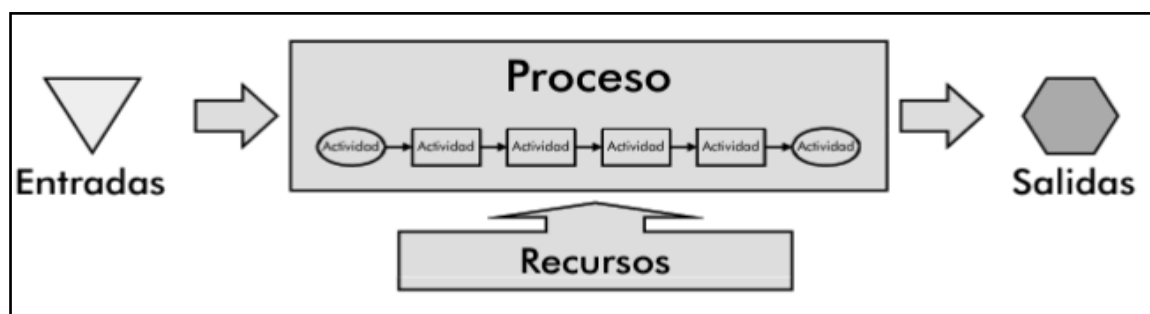 Proceso
Actividad Actividad Actividad Actividad Actividad Actividad
Entradas
Salidas
Recursos